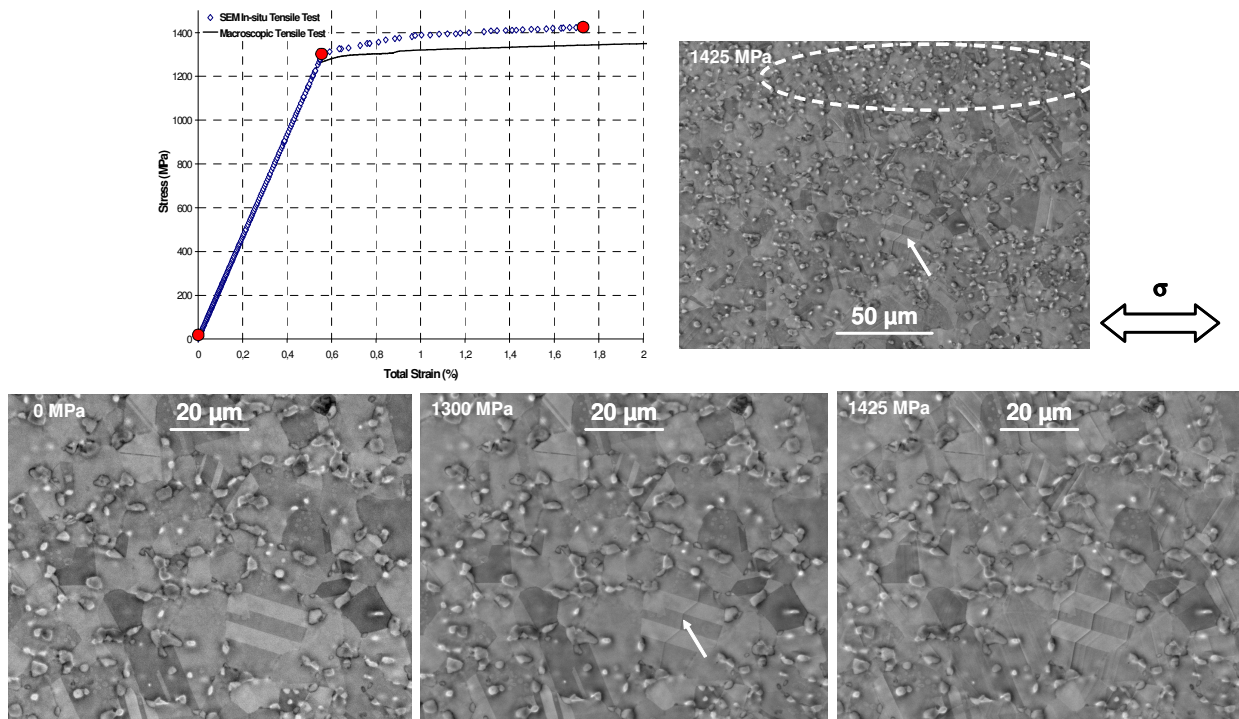 SEM In-situ Tensile Test
Macroscopic Tensile Test
1400
1200
1000
800
600
400
200
0
0 0,2 0,4 0,6 0,8 1 1,2 1,4 1,6 1,8 2
Stress (MPa)
Total Strain (%)
1425 MPa
50 µm
σ
0 MPa
20 µm
1300 MPa
20 µm
1425 MPa
20 µm